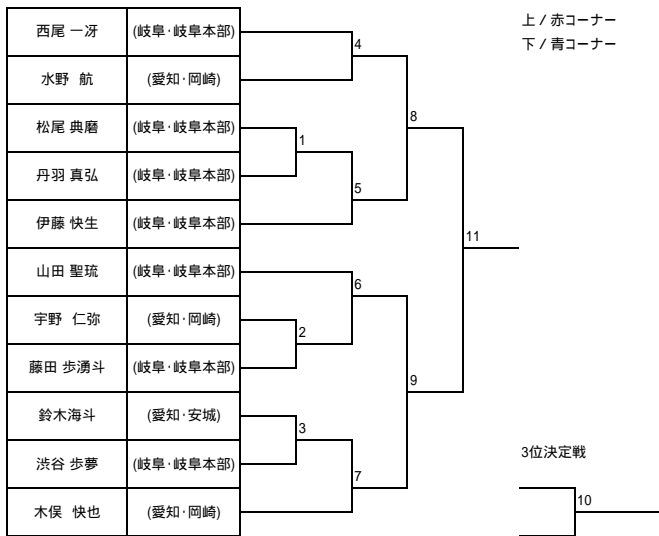 西尾 一冴 (岐阜·岐阜本部)
水野 航 (愛知·岡崎)
松尾 典磨 (岐阜·岐阜本部)
丹羽 真弘 (岐阜·岐阜本部)
伊藤 快生 (岐阜·岐阜本部)
山田 聖琉 (岐阜·岐阜本部)
宇野 仁弥 (愛知·岡崎)
藤田 歩湧斗 (岐阜·岐阜本部)
鈴木海斗 (愛知·安城)
渋谷 歩夢 (岐阜·岐阜本部)
木俣 快也 (愛知·岡崎)
1
2
3
4
5
6
7
8
9
11
上 / 赤コーナー
下 / 青コーナー
3位決定戦
10